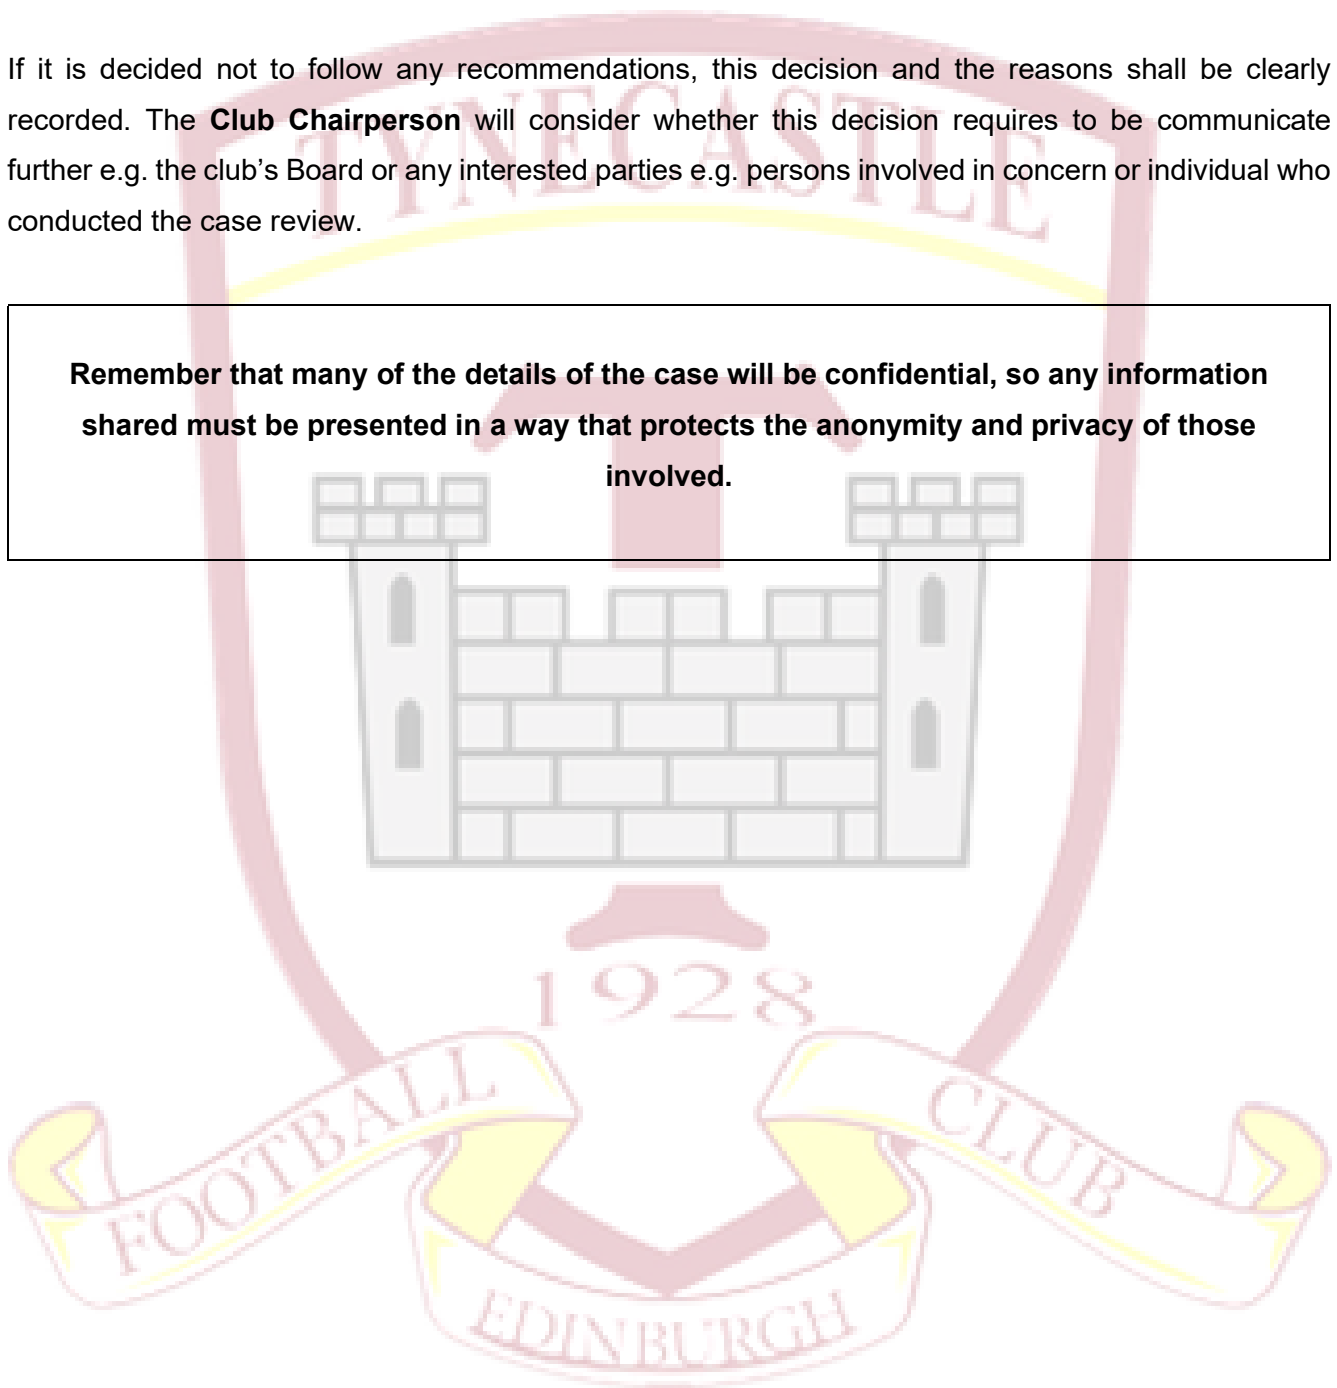 If it is decided not to follow any recommendations, this decision and the reasons shall be clearly
recorded. The Club Chairperson will consider whether this decision requires to be communicate
further e.g. the club’s Board or any interested parties e.g. persons involved in concern or individual who
conducted the case review.
TYNECASTLE
Remember that many of the details of the case will be confidential, so any information
shared must be presented in a way that protects the anonymity and privacy of those
involved.
T
1928
FOOTBALL
CLUB
EDINBURGH